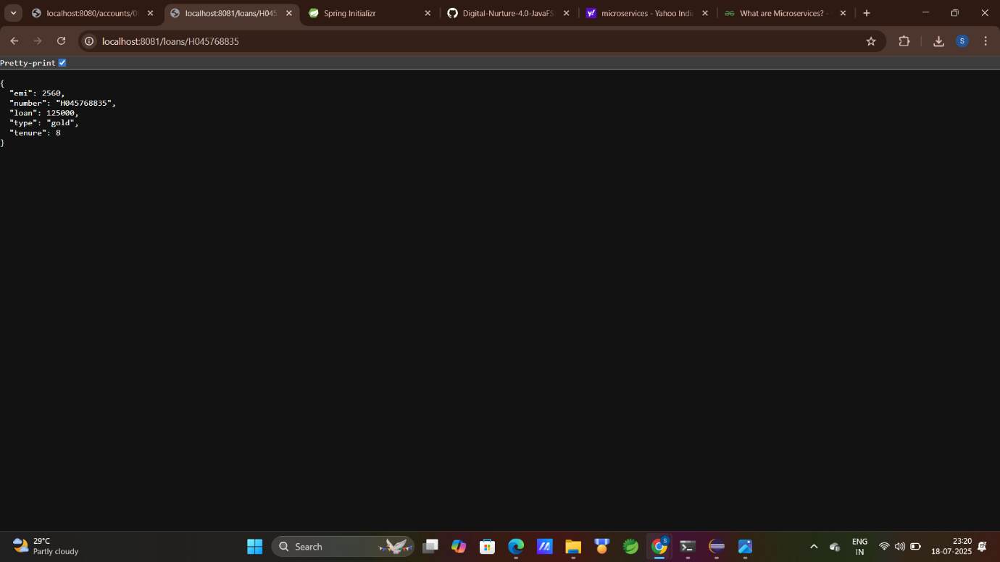 localhost:8080/accounts/0
localhost:8081/loans/H045
Spring Initializr
Digital-Nurture-4.0-JavaFS
microservices - Yahoo Indi
What are Microservices? -
localhost:8081/loans/H045768835
S
Pretty-print
{
"emi": 2560,
"number": "H045768835",
"loan": 125000,
"type": "gold",
"tenure": 8
}
29°C
Partly cloudy
Search
S
ENG
IN
23:20
18-07-2025